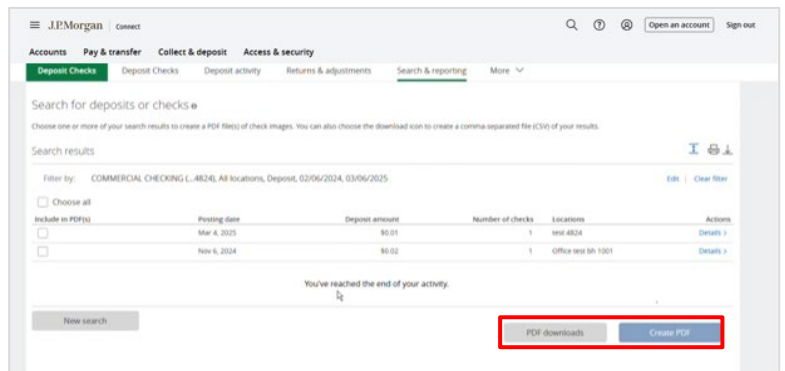 J.P.Morgan Connect Open an account Sign out
Accounts Pay & transfer Collect & deposit Access & security
Deposit Checks Deposit Checks Deposit activity Returns & adjustments Search & reporting More
Search for deposits or checks
Choose one or more of your search results to create a PDF file(s) of check images. You can also choose the download icon to create a comma-separated file (CSV) of your results.
Search results
Filter by: COMMERCIAL CHECKING (...4824), All locations, Deposit, 02/06/2024, 03/06/2025 Edit | Clear filter
Choose all
Include in PDF(s) Posting date Deposit amount Number of checks Locations Actions
Mar 4, 2025 $0.01 1 test 4824 Details
Nov 6, 2024 $0.02 1 Office test bh 1001 Details
You've reached the end of your activity.
New search PDF downloads Create PDF